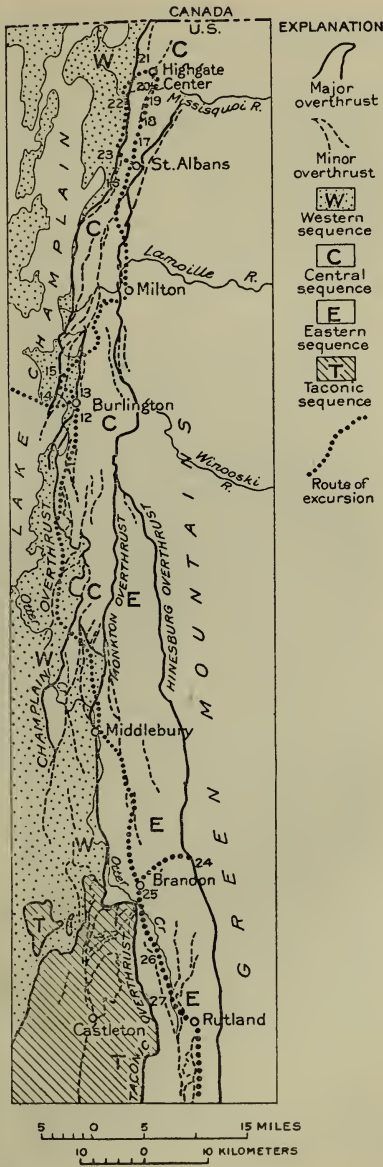 CANADA
U.S.
EXPLANATION
Major
overthrust
Minor
overthrust
W
Western
sequence
C
Central
sequence
E
Eastern
sequence
T
Taconic
sequence
Route of
excursion
W
C
21
Highgate
Center
20
19
22
Missisquoi R.
18
17
23
St. Albans
16
C
Lamoille
R.
Milton
15
14
13
Burlington
12
C
Winooski
R.
LAKE CHAMPLAIN
CHAMPLAIN OVERTHRUST
MONKTON OVERTHRUST
HINESBURG OVERTHRUST
GREEN MOUNTAINS
C
E
W
Middlebury
W
E
24
Brandon
25
T
26
27
E
Rutland
Castleton
T
TACONIC OVERTHRUST
5 0 5 15 MILES
10 0 10 KILOMETERS